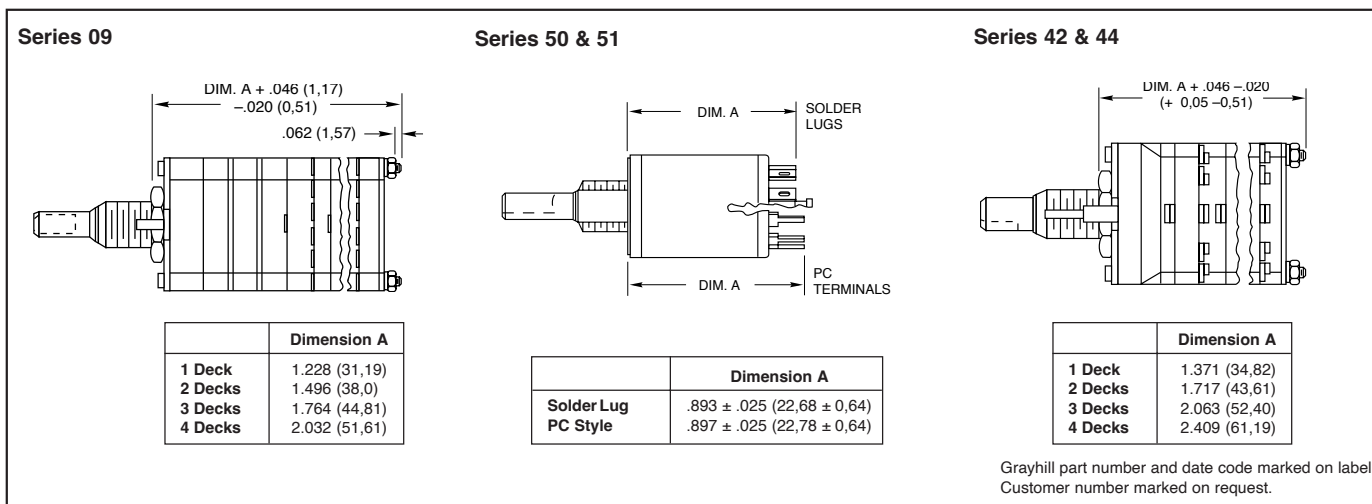 Series 09
DIM. A + .046 (1,17)
–.020 (0,51)
.062 (1,57)
Dimension A
1 Deck 1.228 (31,19)
2 Decks 1.496 (38,0)
3 Decks 1.764 (44,81)
4 Decks 2.032 (51,61)
Series 50 & 51
DIM. A
SOLDER
LUGS
DIM. A
PC
TERMINALS
Dimension A
Solder Lug .893 ± .025 (22,68 ± 0,64)
PC Style .897 ± .025 (22,78 ± 0,64)
Series 42 & 44
DIM. A + .046 –.020
(+ 0,05 –0,51)
Dimension A
1 Deck 1.371 (34,82)
2 Decks 1.717 (43,61)
3 Decks 2.063 (52,40)
4 Decks 2.409 (61,19)
Grayhill part number and date code marked on label
Customer number marked on request.